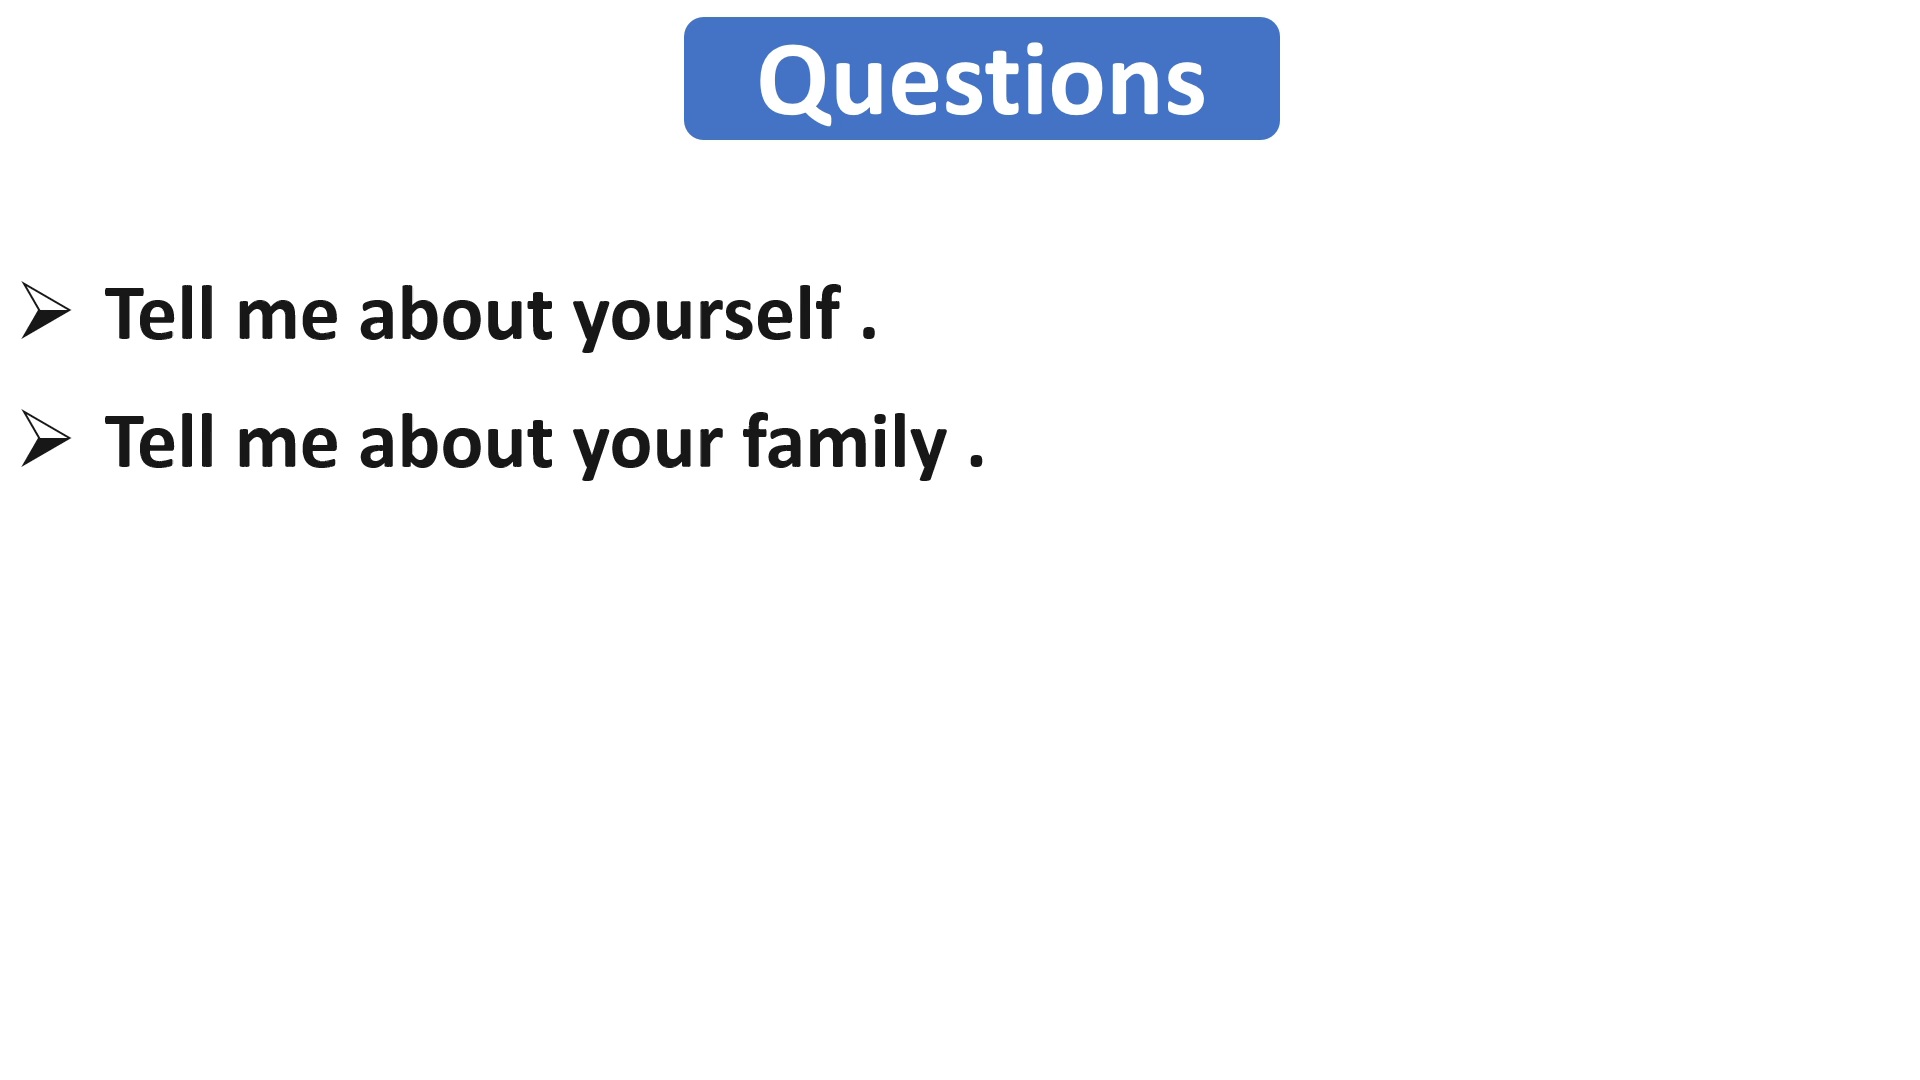 Questions
➢ Tell me about yourself .
➢ Tell me about your family .